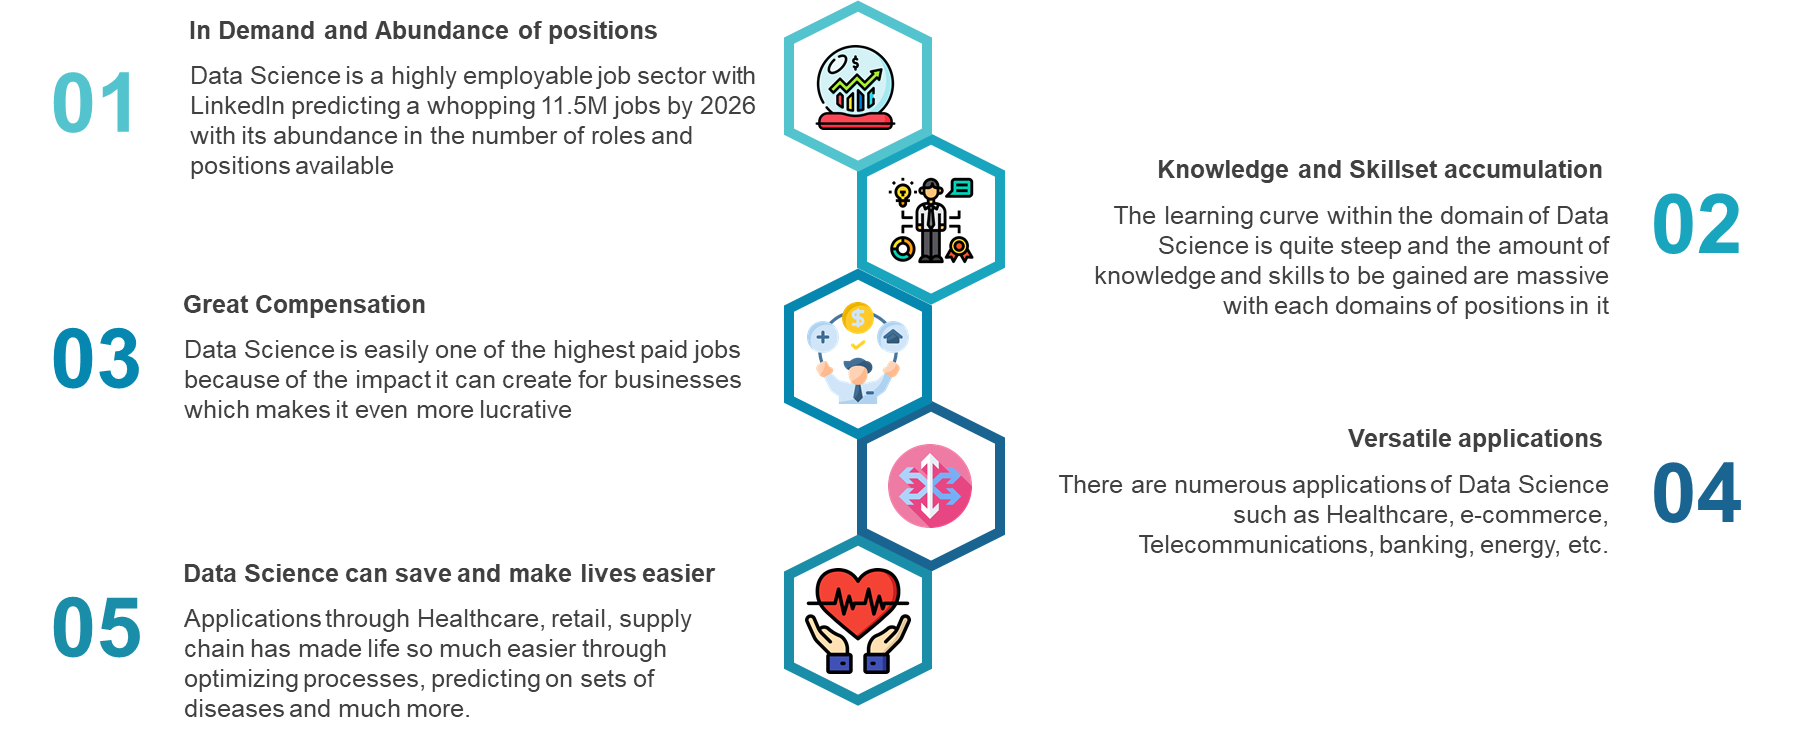 In Demand and Abundance of positions
01
Data Science is a highly employable job sector with
LinkedIn predicting a whopping 11.5M jobs by 2026
with its abundance in the number of roles and
positions available
$
Knowledge and Skillset accumulation
02
The learning curve within the domain of Data
Science is quite steep and the amount of
knowledge and skills to be gained are massive
with each domains of positions in it
Great Compensation
03
Data Science is easily one of the highest paid jobs
because of the impact it can create for businesses
which makes it even more lucrative
$
Versatile applications
04
There are numerous applications of Data Science
such as Healthcare, e-commerce,
Telecommunications, banking, energy, etc.
Data Science can save and make lives easier
05
Applications through Healthcare, retail, supply
chain has made life so much easier through
optimizing processes, predicting on sets of
diseases and much more.